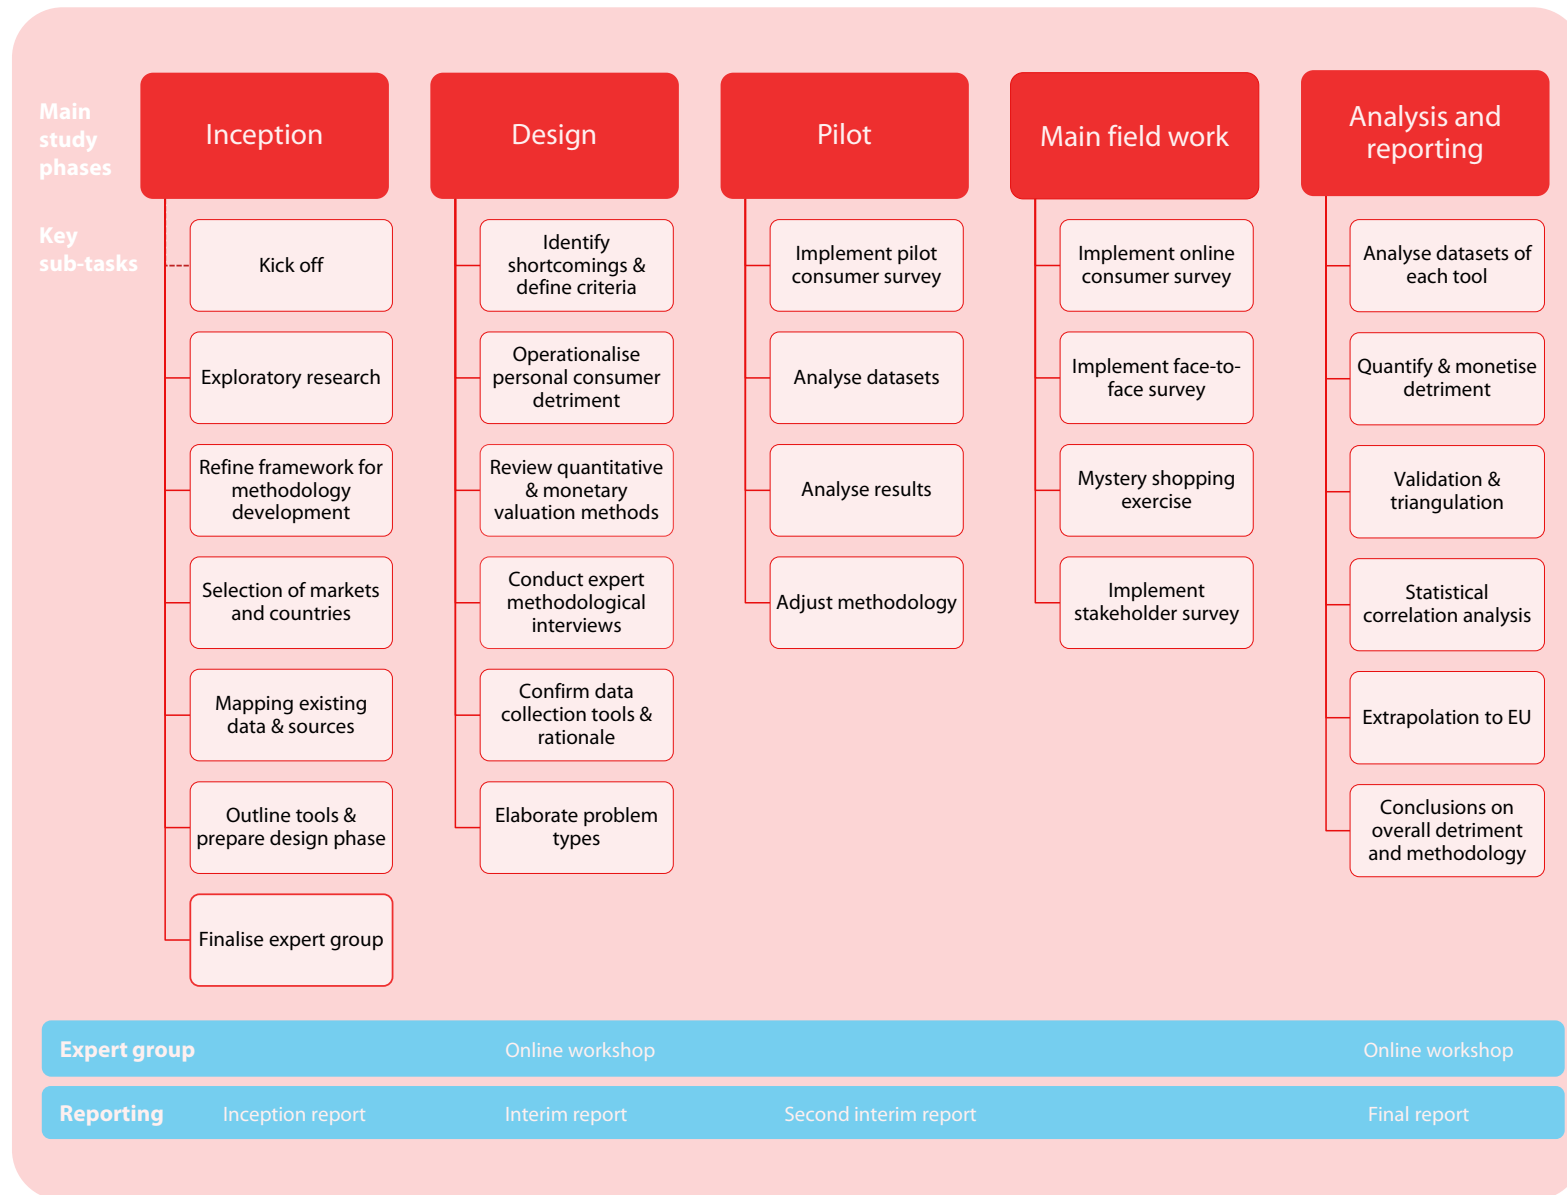 Main
study
phases
Inception
Design
Pilot
Main field work
Analysis and
reporting
Key
sub-tasks
Kick off
Exploratory research
Refine framework for
methodology
development
Selection of markets
and countries
Mapping existing
data & sources
Outline tools &
prepare design phase
Finalise expert group
Identify
shortcomings &
define criteria
Operationalise
personal consumer
detriment
Review quantitative
& monetary
valuation methods
Conduct expert
methodological
interviews
Confirm data
collection tools &
rationale
Elaborate problem
types
Implement pilot
consumer survey
Analyse datasets
Analyse results
Adjust methodology
Implement online
consumer survey
Implement face-to-
face survey
Mystery shopping
exercise
Implement
stakeholder survey
Analyse datasets of
each tool
Quantify & monetise
detriment
Validation &
triangulation
Statistical
correlation analysis
Extrapolation to EU
Conclusions on
overall detriment
and methodology
Expert group
Online workshop
Online workshop
Reporting
Inception report
Interim report
Second interim report
Final report